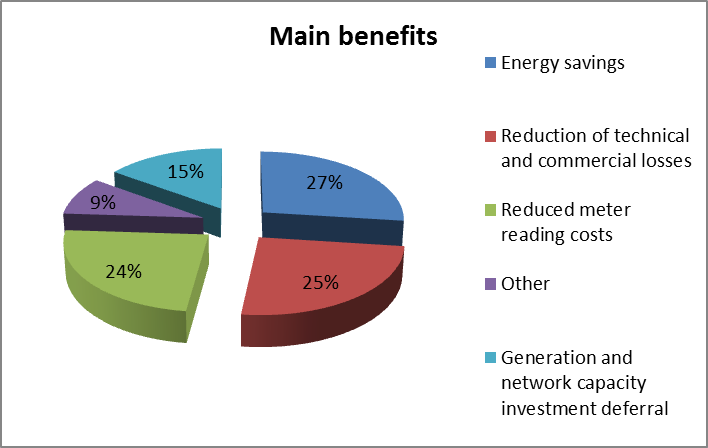 Main benefits
Energy savings
Reduction of technical
and commercial losses
Reduced meter
reading costs
Other
Generation and
network capacity
investment deferral
15%
27%
9%
24%
25%